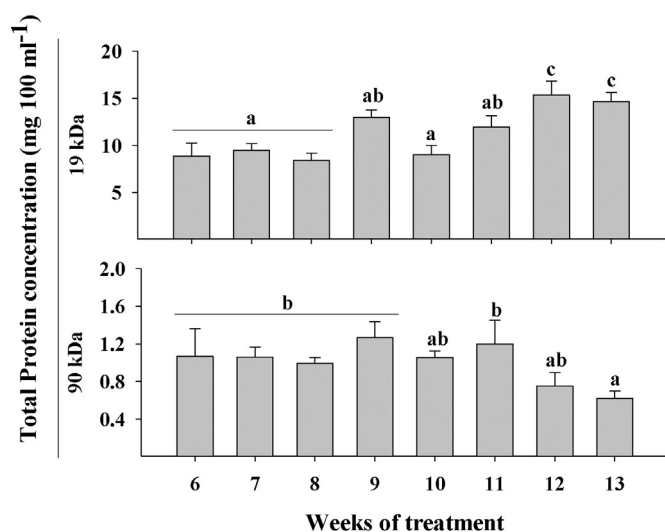 Total Protein concentration (mg 100 ml-1)
19 kDa
20
15
10
5
a
ab
a
ab
c
c
90 kDa
2.0
1.6
1.2
0.8
0.4
b
ab
b
ab
a
6 7 8 9 10 11 12 13
Weeks of treatment